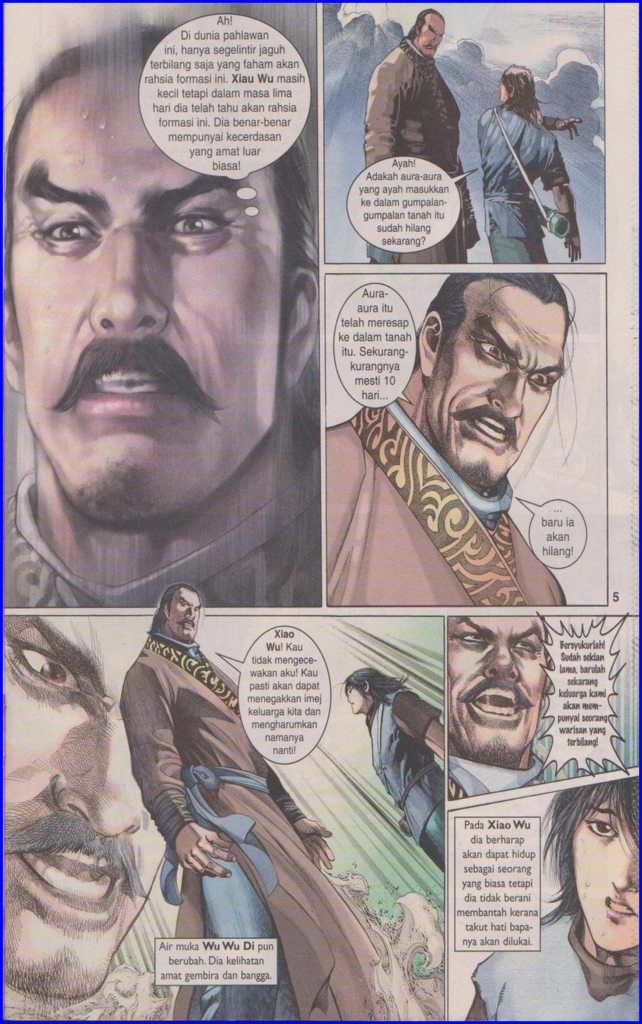 Ah!
Di dunia pahlawan
ini, hanya segelintir jaguh
terbilang saja yang faham akan
rahsia formasi ini. Xiau Wu masih
kecil tetapi dalam masa lima
hari dia telah tahu akan rahsia
formasi ini. Dia benar-benar
mempunyai kecerdasan
yang amat luar
biasa!
Ayah!
Adakah aura-aura
yang ayah masukkan
ke dalam gumpalan-
gumpalan tanah itu
sudah hilang
sekarang?
Aura-
aura itu
telah meresap
ke dalam tanah
itu. Sekurang-
kurangnya
mesti 10
hari...
...
baru ia
akan
hilang!
5
Xiao
Wu! Kau
tidak mengece-
wakan aku! Kau
pasti akan dapat
menegakkan imej
keluarga kita dan
mengharumkan
namanya
nanti!
Air muka Wu Wu Di pun
berubah. Dia kelihatan
amat gembira dan bangga.
Bersyukurlah!
Sudah sekian
lama, barulah
sekarang
keluarga kami
akan mem-
punyai seorang
warisan yang
terbilang!
Pada Xiao Wu
dia berharap
akan dapat hidup
sebagai seorang
yang biasa tetapi
dia tidak berani
membantah kerana
takut hati bapa-
nya akan dilukai.